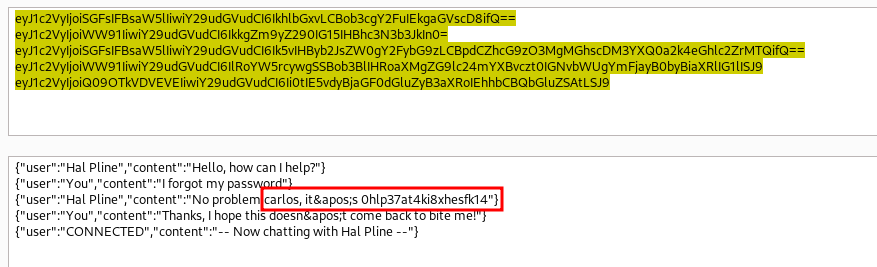 eyJ1c2VyIjoiSGFsIFBsaW5lIiwiY29udGVudCI6IkhlbGxvLCBob3cgY2FuIEkgaGVscD8ifQ==
eyJ1c2VyIjoiWW91IiwiY29udGVudCI6IkkgZm9yZ290IG15IHBhc3N3b3JkIn0=
eyJ1c2VyIjoiSGFsIFBsaW5lIiwiY29udGVudCI6Ik5vIHByb2JsZW0gY2FybG9zLCBpdCZhcG9zO3MgMGhscDM3YXQ0a2k4eGhlc2ZrMTQifQ==
eyJ1c2VyIjoiWW91IiwiY29udGVudCI6IlRoYW5rcywgSSBob3BlIHRoaXMgZG9lc24mYXBvczt0IGNvbWUgYmFjayB0byBiaXRlIG1lISJ9
eyJ1c2VyIjoiQ09OTkVDVEVEIiwiY29udGVudCI6Ii0tIE5vdyBjaGF0dGluZyB3aXRoIEhhbCBQbGluZSAtLSJ9
{"user":"Hal Pline","content":"Hello, how can I help?"}
{"user":"You","content":"I forgot my password"}
{"user":"Hal Pline","content":"No problem carlos, it&apos;s 0hlp37at4ki8xhesfk14"}
{"user":"You","content":"Thanks, I hope this doesn&apos;t come back to bite me!"}
{"user":"CONNECTED","content":"-- Now chatting with Hal Pline --"}